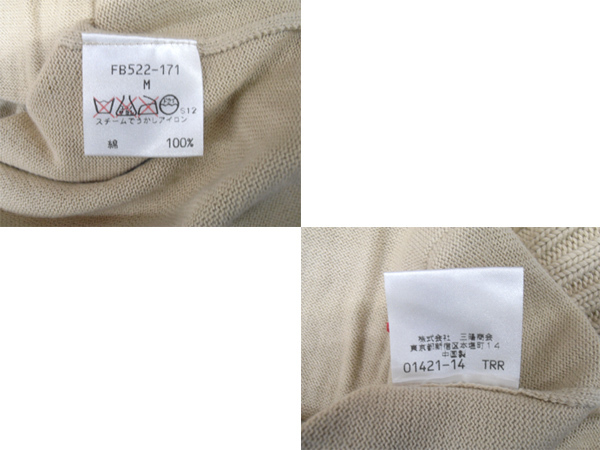 FB522-171
M
S12
スチームでうかしアイロン
綿 100%
株式会社 三陽商会
東京都新宿区本塩町14
中国製
01421-14 TRR